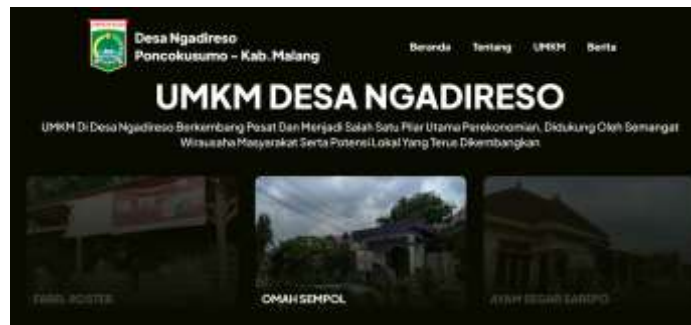 Desa Ngadireso
Poncokusumo – Kab. Malang
Beranda Tentang UMKM Berita
UMKM DESA NGADIRESO
UMKM Di Desa Ngadireso Berkembang Pesat Dan Menjadi Salah Satu Pilar Utama Perekonomian, Didukung Oleh Semangat
Wirausaha Masyarakat Serta Potensi Lokal Yang Terus Dikembangkan
ROSTER
OMAH SEMPOL
AYAM